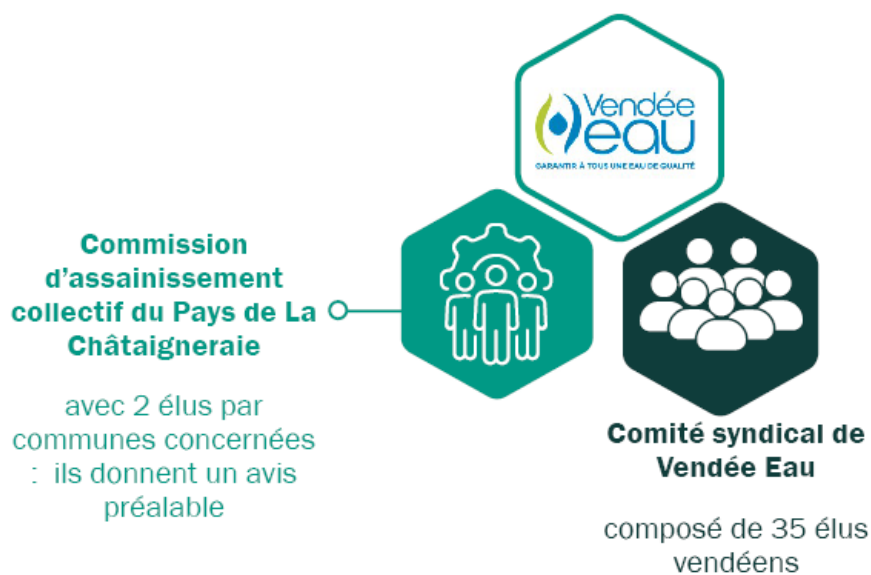 Vendée
eau
GARANTIR À TOUS UNE EAU DE QUALITÉ
Commission
d'assainissement
collectif du Pays de La
Châtaigneraie
avec 2 élus par
communes concernées
: ils donnent un avis
préalable
Comité syndical de
Vendée Eau
composé de 35 élus
vendéens